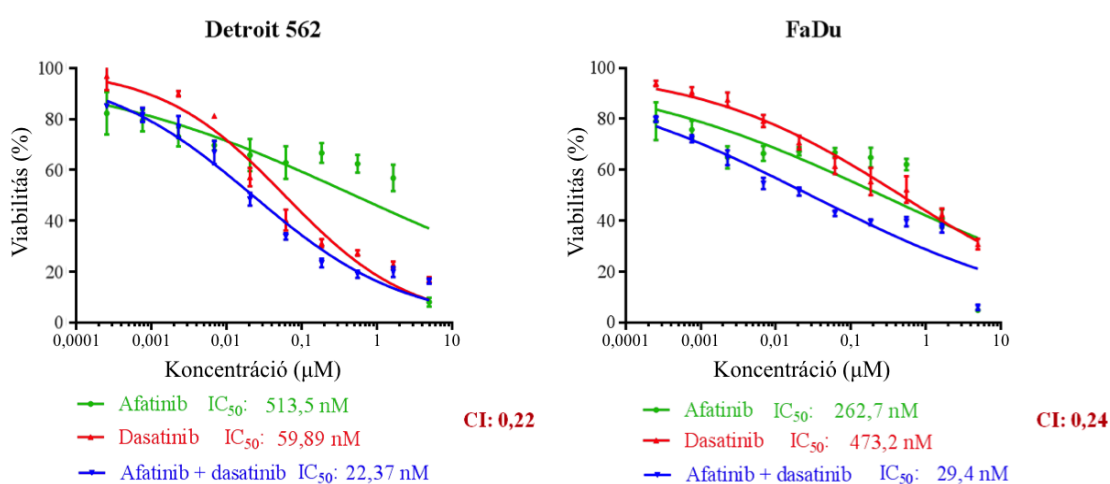 Detroit 562
Viabilitás (%)
100
80
60
40
20
0
0,0001
0,001
0,01
0,1
1
10
Koncentráció (μM)
Afatinib IC50: 513,5 nM
Dasatinib IC50: 59,89 nM
Afatinib + dasatinib IC50: 22,37 nM
CI: 0,22
FaDu
Viabilitás (%)
100
80
60
40
20
0
0,0001
0,001
0,01
0,1
1
10
Koncentráció (μM)
Afatinib IC50: 262,7 nM
Dasatinib IC50: 473,2 nM
Afatinib + dasatinib IC50: 29,4 nM
CI: 0,24